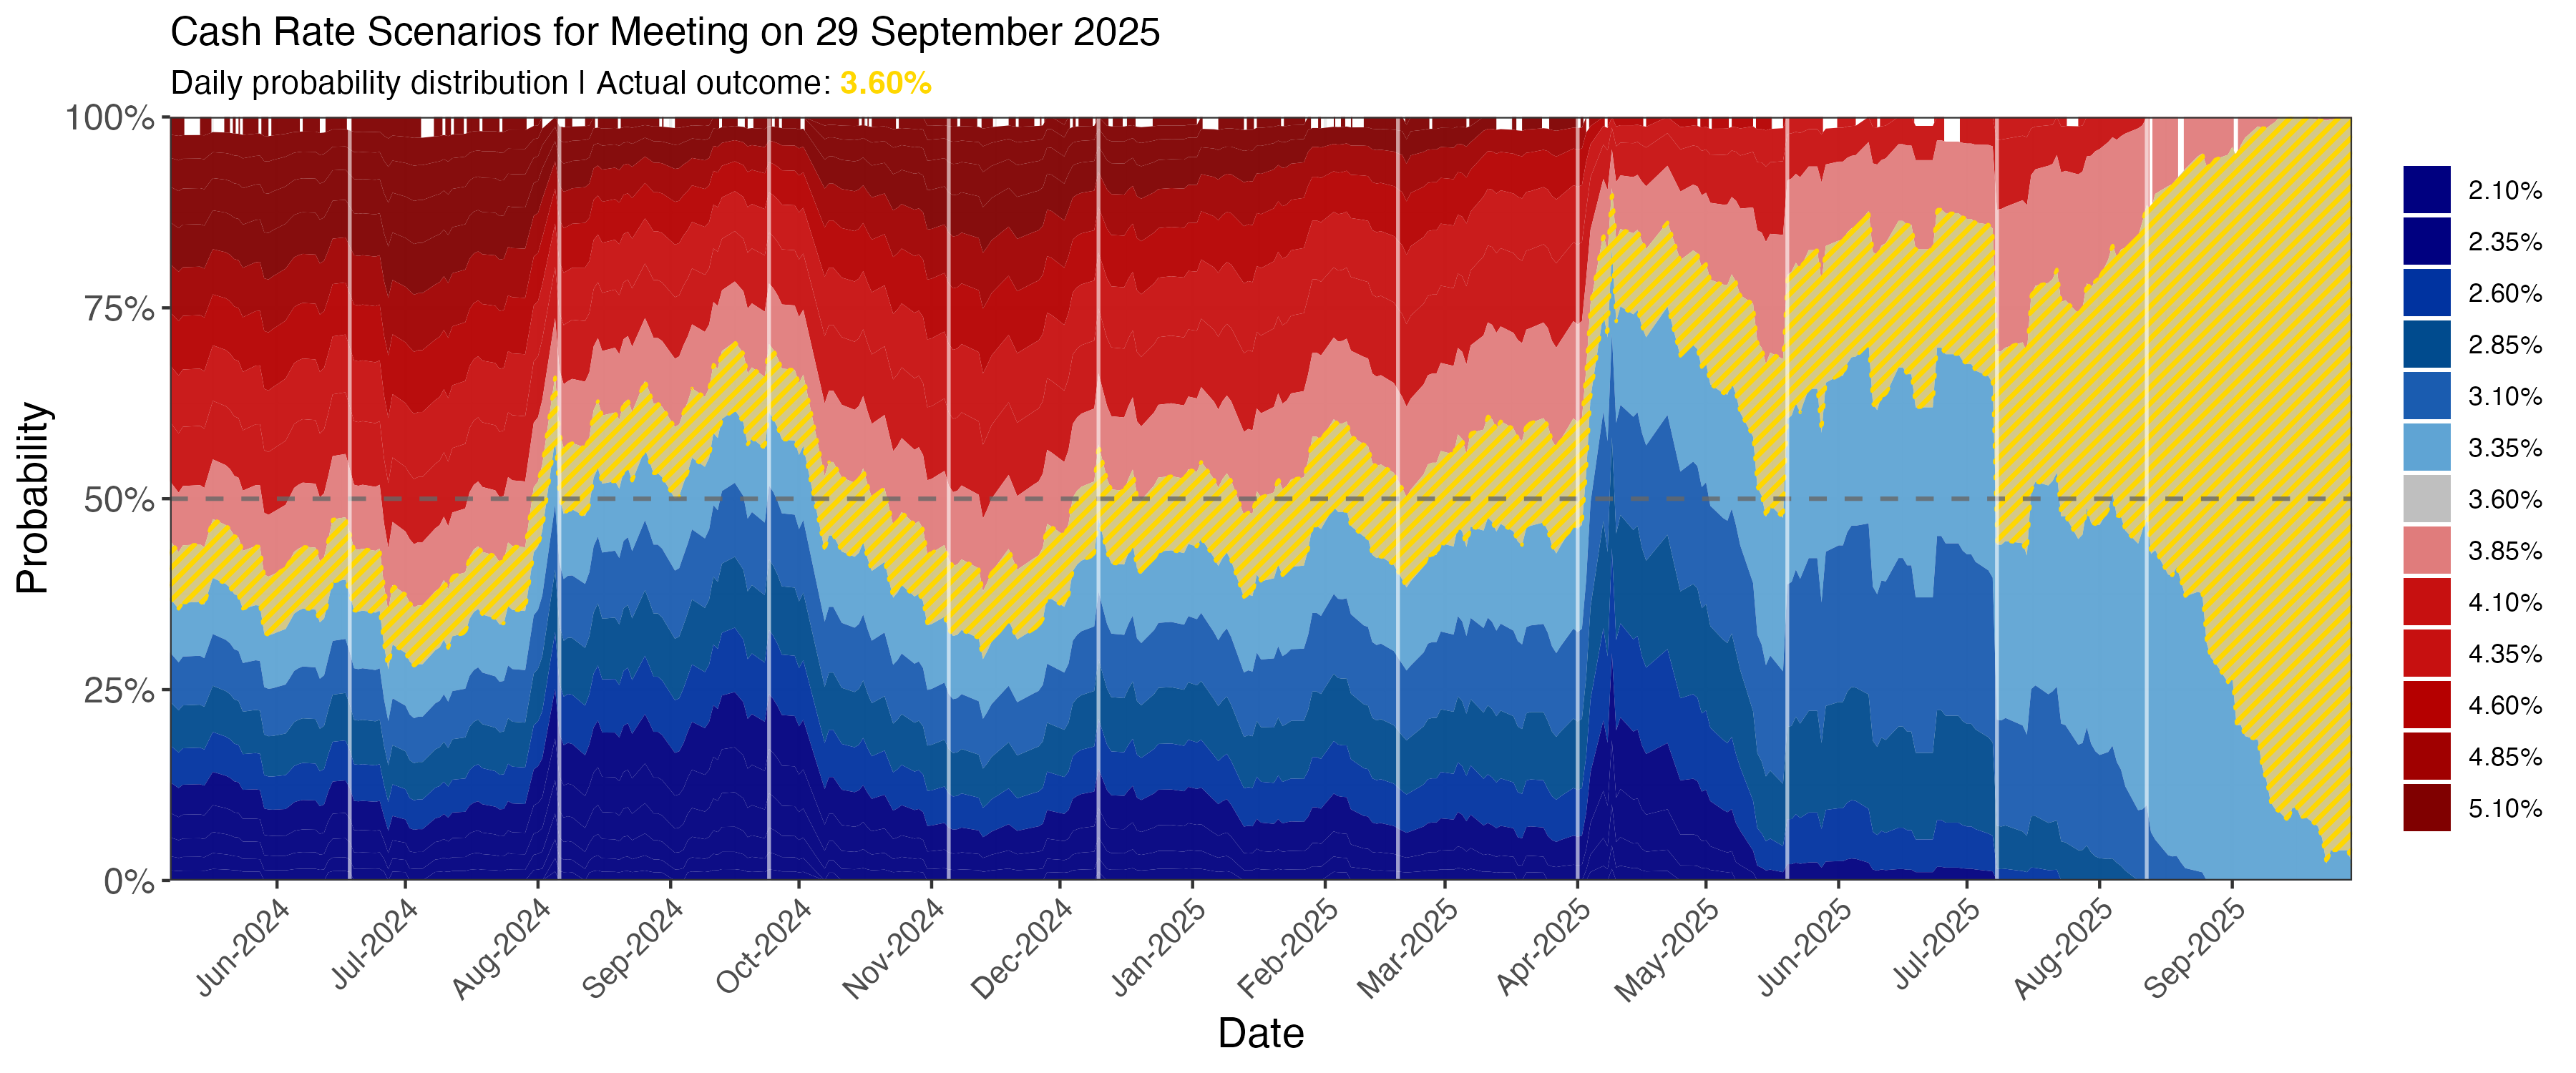 Cash Rate Scenarios for Meeting on 29 September 2025
Daily probability distribution | Actual outcome: 3.60%
Probability
100%
75%
50%
25%
0%
Jun-2024
Jul-2024
Aug-2024
Sep-2024
Oct-2024
Nov-2024
Dec-2024
Jan-2025
Feb-2025
Mar-2025
Apr-2025
May-2025
Jun-2025
Jul-2025
Aug-2025
Sep-2025
Date
2.10%
2.35%
2.60%
2.85%
3.10%
3.35%
3.60%
3.85%
4.10%
4.35%
4.60%
4.85%
5.10%